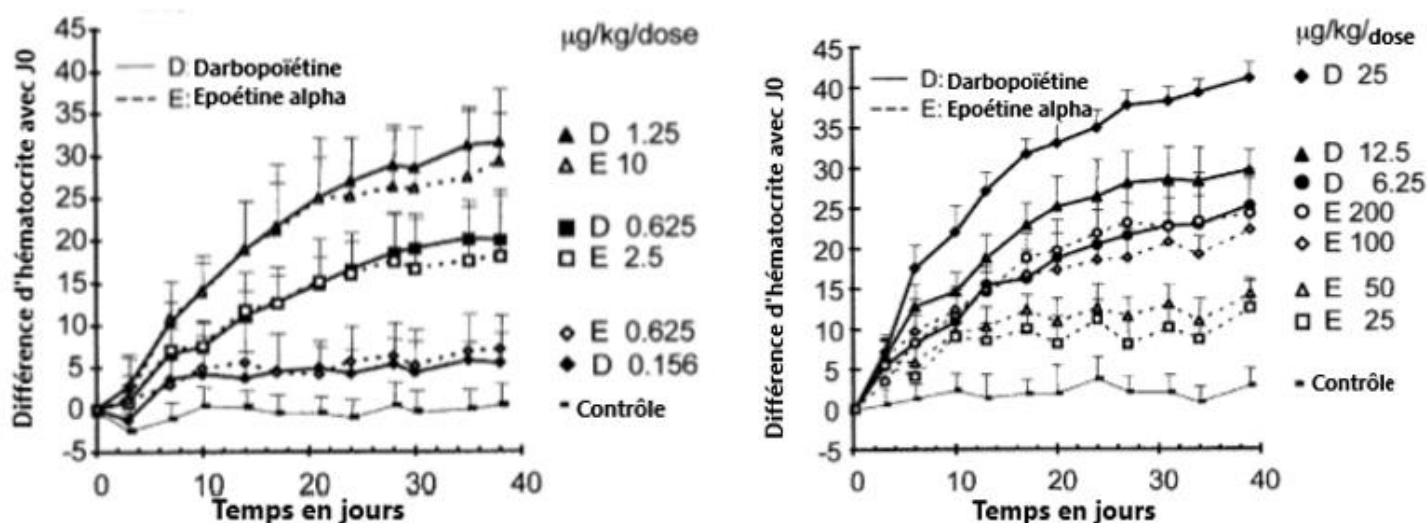 Différence d'hématocrite avec J0
45
40
35
30
25
20
15
10
5
0
-5
D: Darbopoïétine
E: Epoétine alpha
0
10
20
30
40
Temps en jours
µg/kg/dose
D 1.25
E 10
D 0.625
E 2.5
E 0.625
D 0.156
Contrôle
Différence d'hématocrite avec J0
45
40
35
30
25
20
15
10
5
0
-5
D: Darbopoïétine
E: Epoétine alpha
0
10
20
30
40
Temps en jours
µg/kg/dose
D 25
D 12.5
D 6.25
E 200
E 100
E 50
E 25
Contrôle